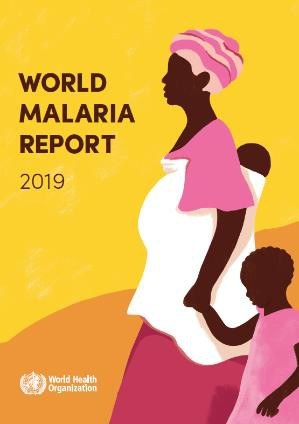 WORLD
MALARIA
REPORT
2019
World Health
Organization